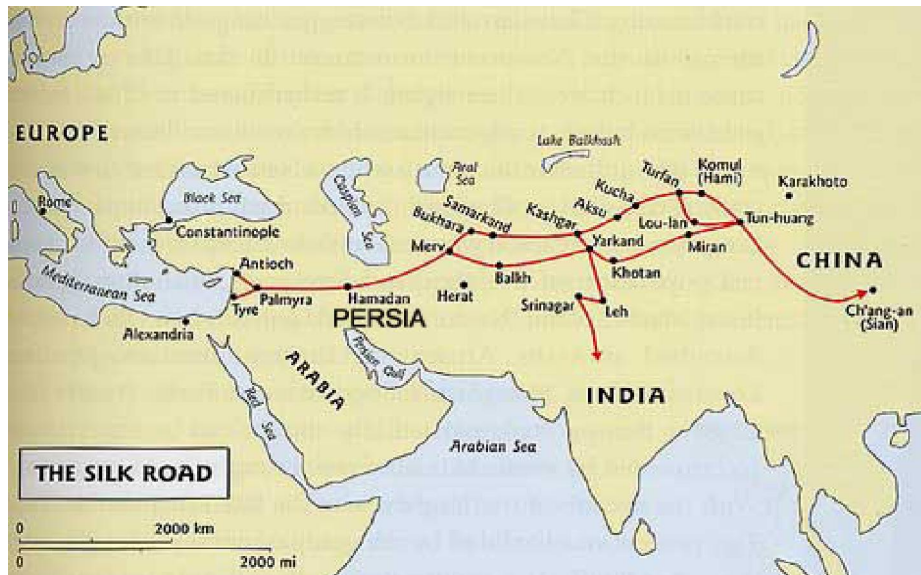 EUROPE
Rome
Black Sea
Constantinople
Caspian
Sea
Aral
Sea
Lake Balkhash
Mediterranean Sea
Antioch
Tyre
Palmyra
Alexandria
Hamadan
PERSIA
Merv
Bukhara
Samarkand
Balkh
Herat
Kashgar
Yarkand
Aksu
Kucha
Turfan
Komul
(Hami)
Karakhoto
Lou-lan
Tun-huang
Miran
Khotan
Srinagar
Leh
CHINA
Ch'ang-an
(Sian)
ARABIA
Persian Gulf
Red
Sea
Arabian Sea
INDIA
THE SILK ROAD
0
2000 km
0
2000 mi